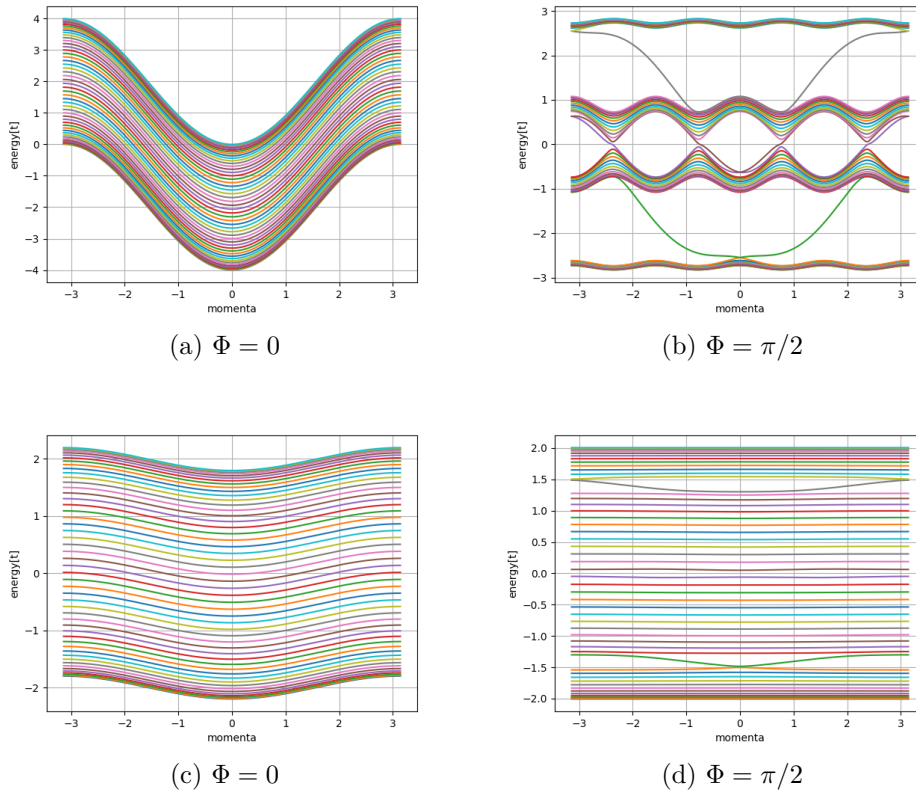 4
3
2
1
0
−1
−2
−3
−4
energy[t]
−3 −2 −1 0 1 2 3
momenta
(a) Φ = 0
3
2
1
0
−1
−2
−3
energy[t]
−3 −2 −1 0 1 2 3
momenta
(b) Φ = π/2
2
1
0
−1
−2
energy[t]
−3 −2 −1 0 1 2 3
momenta
(c) Φ = 0
2.0
1.5
1.0
0.5
0.0
−0.5
−1.0
−1.5
−2.0
energy[t]
−3 −2 −1 0 1 2 3
momenta
(d) Φ = π/2